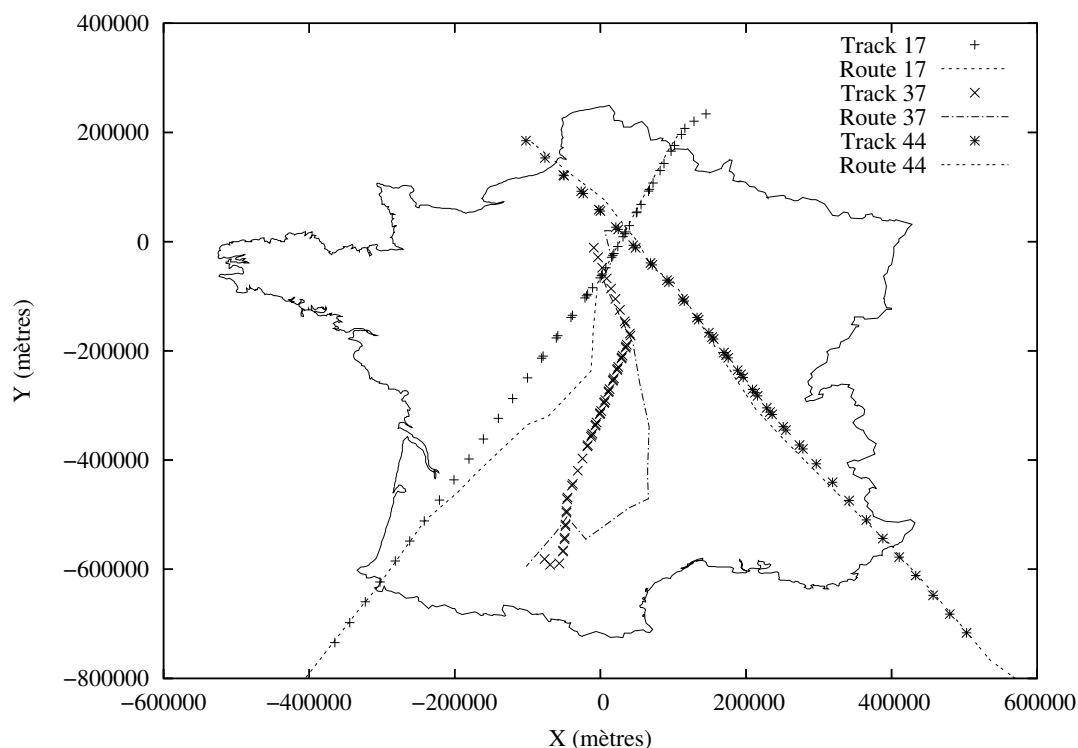 400000
200000
0
−200000
−400000
−600000
−800000
−600000
−400000
−200000
0
200000
400000
600000
Y (mètres)
X (mètres)
Track 17
Route 17
Track 37
Route 37
Track 44
Route 44